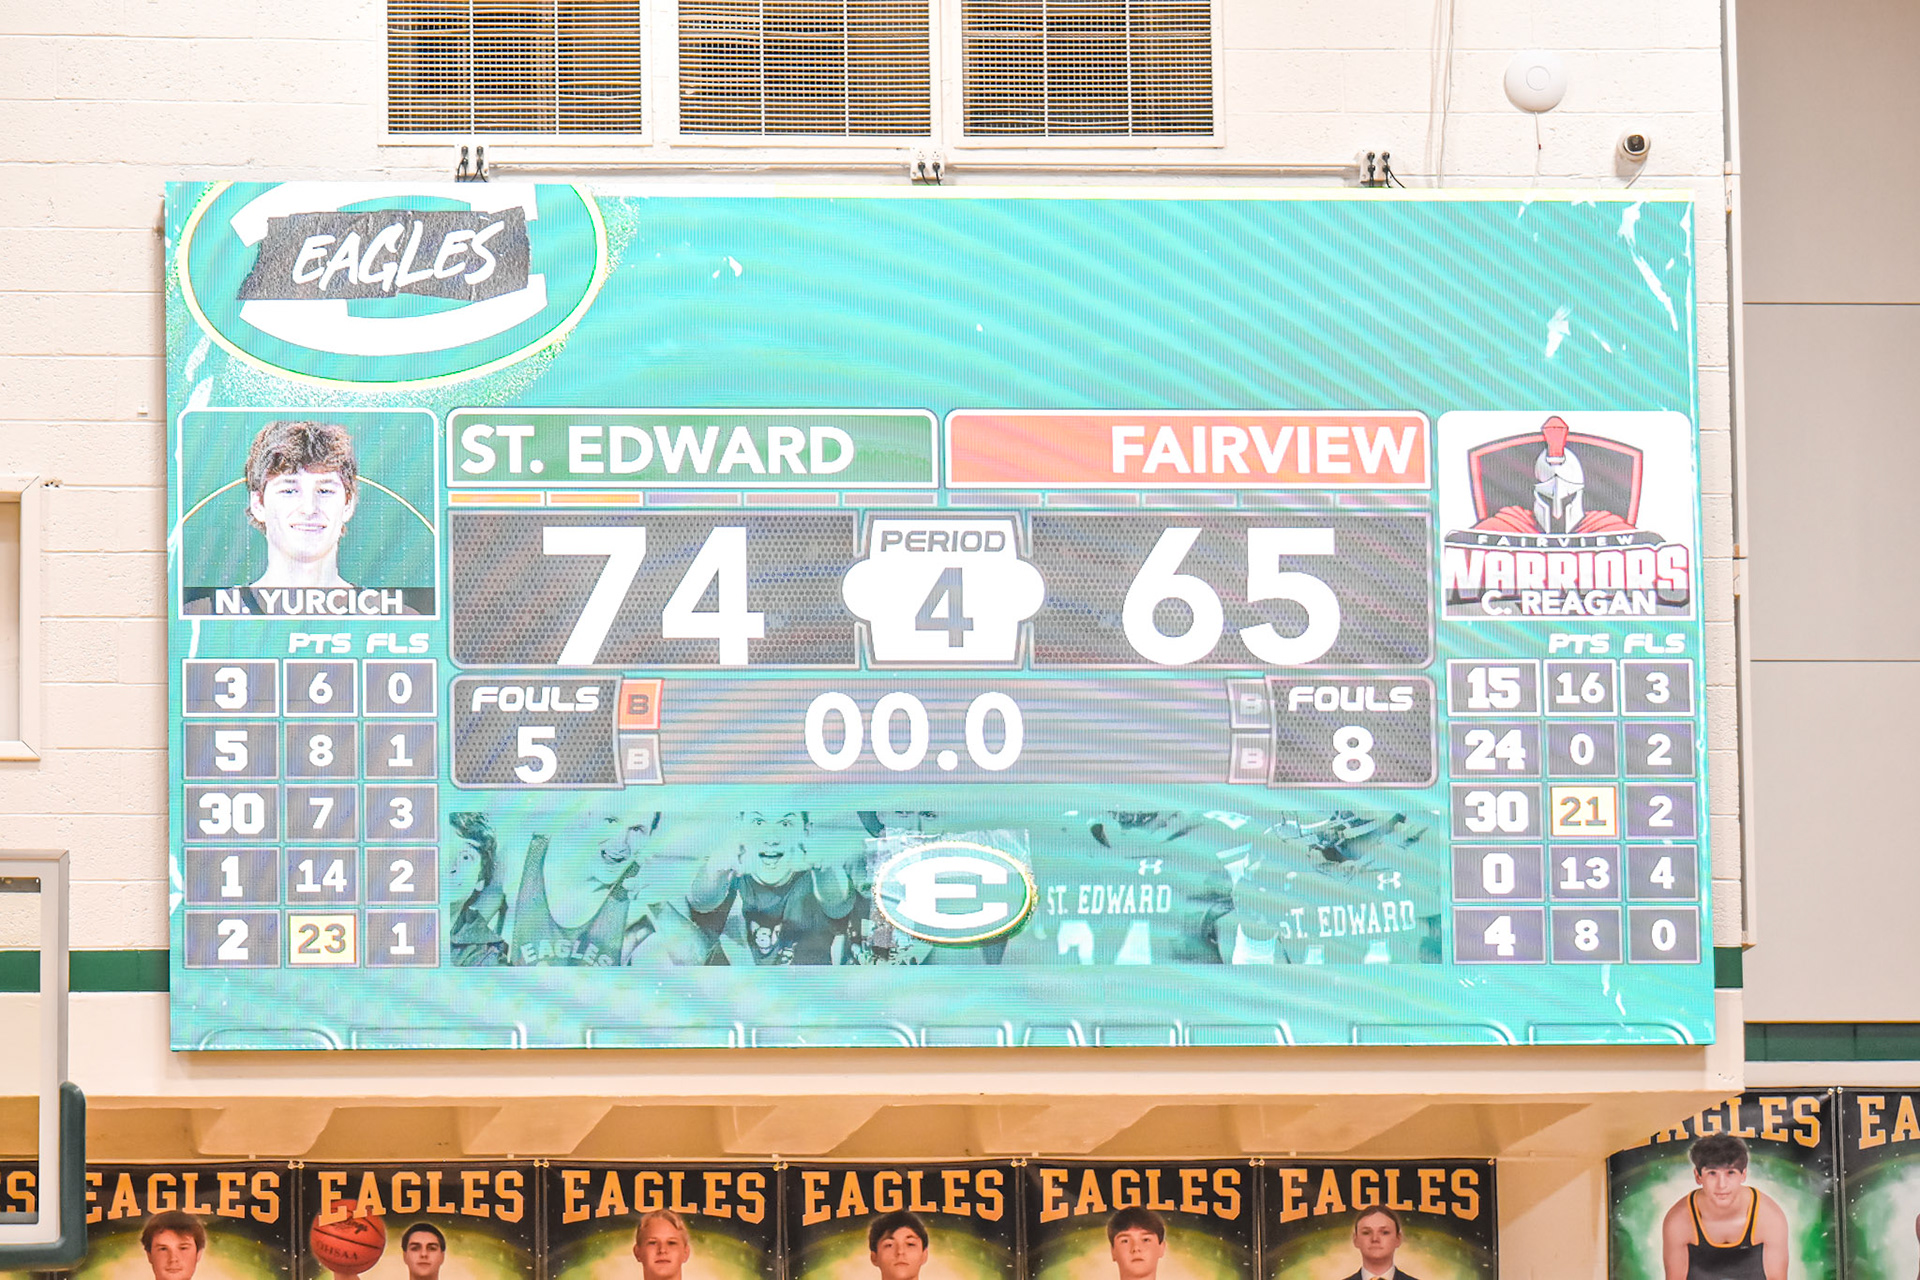 EAGLES
ST. EDWARD
FAIRVIEW
74
PERIOD
4
65
N. YURCICH
FAIRVIEW
WARRIORS
C. REAGAN
PTS FLS
3 6 0
5 8 1
30 7 3
1 14 2
2 23 1
FOULS
5
B
B
00.0
B
B
FOULS
8
PTS FLS
15 16 3
24 0 2
30 21 2
0 13 4
4 8 0
EAGLES
E
ST. EDWARD
ST. EDWARD
EAGLES
EAGLES
EAGLES
EAGLES
EAGLES
EAGLES
EAGLES
EA
OHSAA